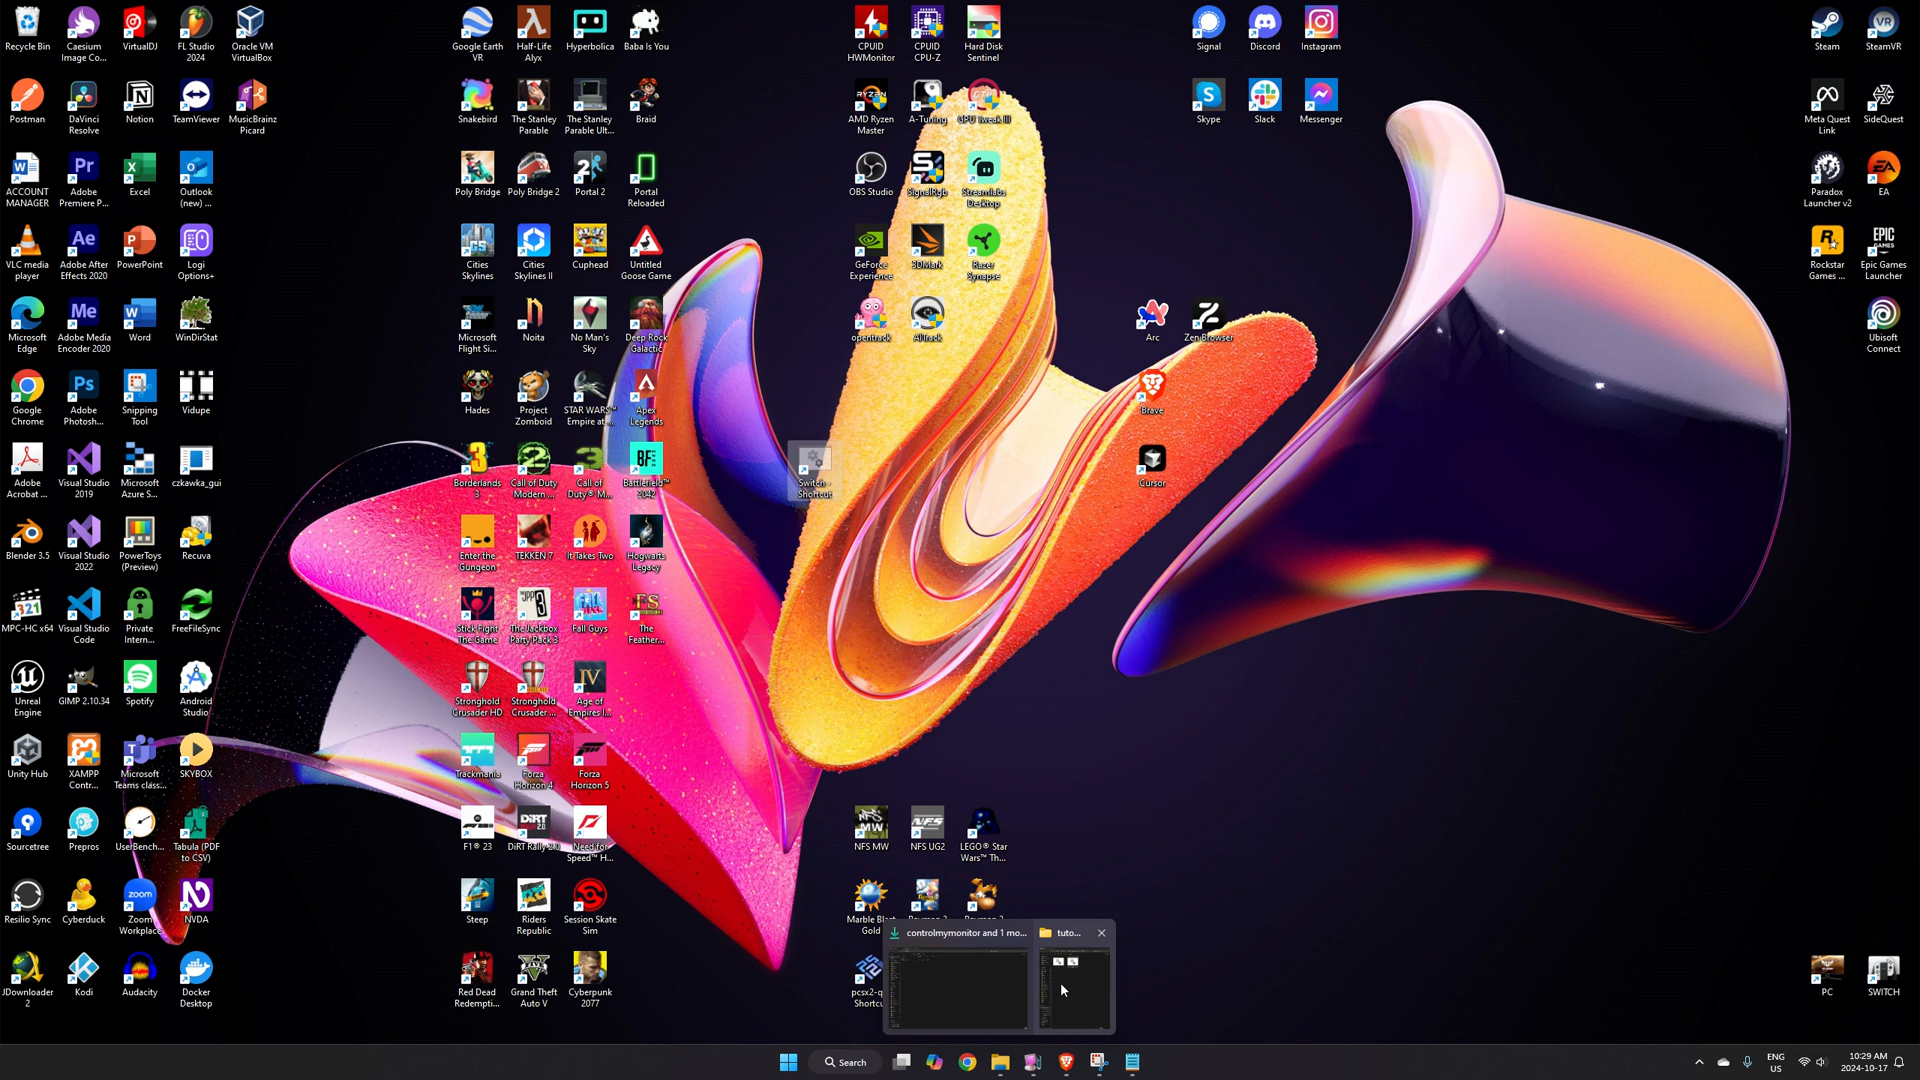 Recycle Bin
Caesium Image Co...
VirtualDJ
FL Studio 2024
Oracle VM VirtualBox
Google Earth VR
Half-Life Alyx
Hyperbolica
Baba Is You
CPUID HWMonitor
CPUID CPU-Z
Hard Disk Sentinel
Signal
Discord
Instagram
Steam
SteamVR
Postman
DaVinci Resolve
Notion
TeamViewer
MusicBrainz Picard
Snakebird
The Stanley Parable
The Stanley Parable Ult...
Braid
AMD Ryzen Master
A-Tuning
GPU Tweak III
Skype
Slack
Messenger
Meta Quest Link
SideQuest
ACCOUNT MANAGER
Adobe Premiere P...
Excel
Outlook (new) ...
Poly Bridge
Poly Bridge 2
Portal 2
Portal Reloaded
OBS Studio
SignalRgb
Streamlabs Desktop
Paradox Launcher v2
EA
VLC media player
Adobe After Effects 2020
PowerPoint
Logi Options+
Cities Skylines
Cities Skylines II
Cuphead
Untitled Goose Game
GeForce Experience
3DMark
Razer Synapse
Rockstar Games ...
Epic Games Launcher
Microsoft Edge
Adobe Media Encoder 2020
Word
WinDirStat
Microsoft Flight Si...
Noita
No Man's Sky
Deep Rock Galactic
opentrack
AITrack
Arc
Zen Browser
Ubisoft Connect
Google Chrome
Adobe Photosh...
Snipping Tool
Vidupe
Hades
Project Zomboid
STAR WARS™ Empire at ...
Apex Legends
Brave
Adobe Acrobat ...
Visual Studio 2019
Microsoft Azure S...
czkawka_gui
Borderlands 3
Call of Duty Modern ...
Call of Duty® M...
Battlefield™ 2042
Switch - Shortcut
Cursor
Blender 3.5
Visual Studio 2022
PowerToys (Preview)
Recuva
Enter the Gungeon
TEKKEN 7
It Takes Two
Hogwarts Legacy
MPC-HC x64
Visual Studio Code
Private Intern...
FreeFileSync
Stick Fight The Game
The Jackbox Party Pack 3
Fall Guys
The Feather...
Unreal Engine
GIMP 2.10.34
Spotify
Android Studio
Stronghold Crusader HD
Stronghold Crusader ...
Age of Empires I...
Unity Hub
XAMPP Contr...
Microsoft Teams class...
SKYBOX
Trackmania
Forza Horizon 4
Forza Horizon 5
Sourcetree
Prepros
UserBench...
Tabula (PDF to CSV)
F1® 23
DiRT Rally 2.0
Need for Speed™ H...
NFS MW
NFS UG2
LEGO® Star Wars™ Th...
Resilio Sync
Cyberduck
Zoom Workplace
NVDA
Steep
Riders Republic
Session Skate Sim
Marble Blast Gold
controlmymonitor and 1 mo...
tuto...
JDownloader 2
Kodi
Audacity
Docker Desktop
Red Dead Redempti...
Grand Theft Auto V
Cyberpunk 2077
PC
SWITCH
Search
ENG US
10:29 AM
2024-10-17